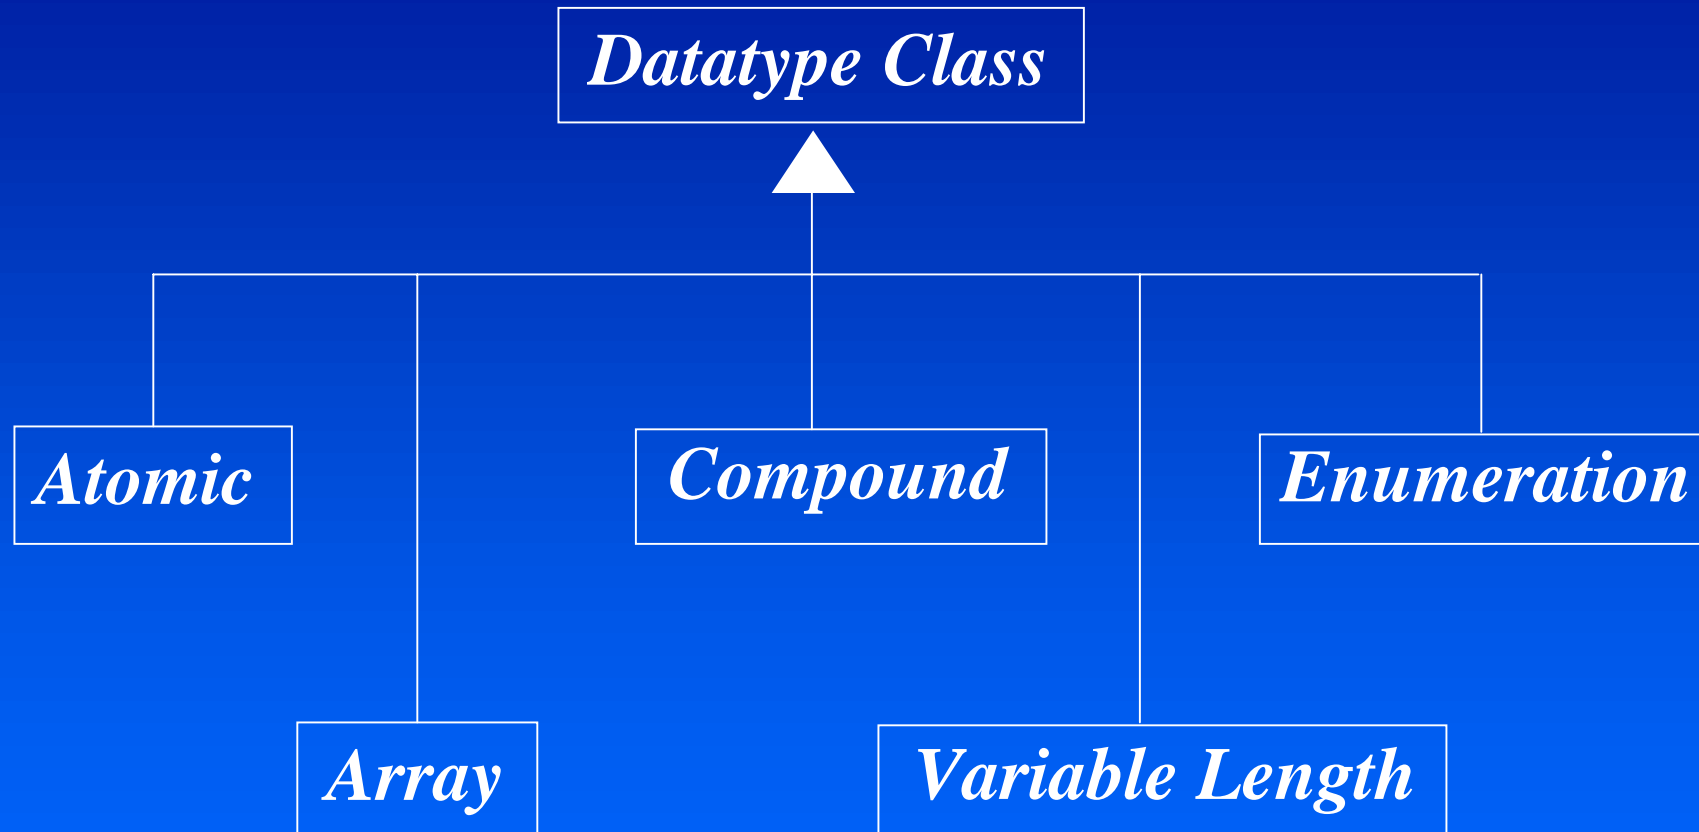 Datatype Class
Atomic
Compound
Enumeration
Array
Variable Length